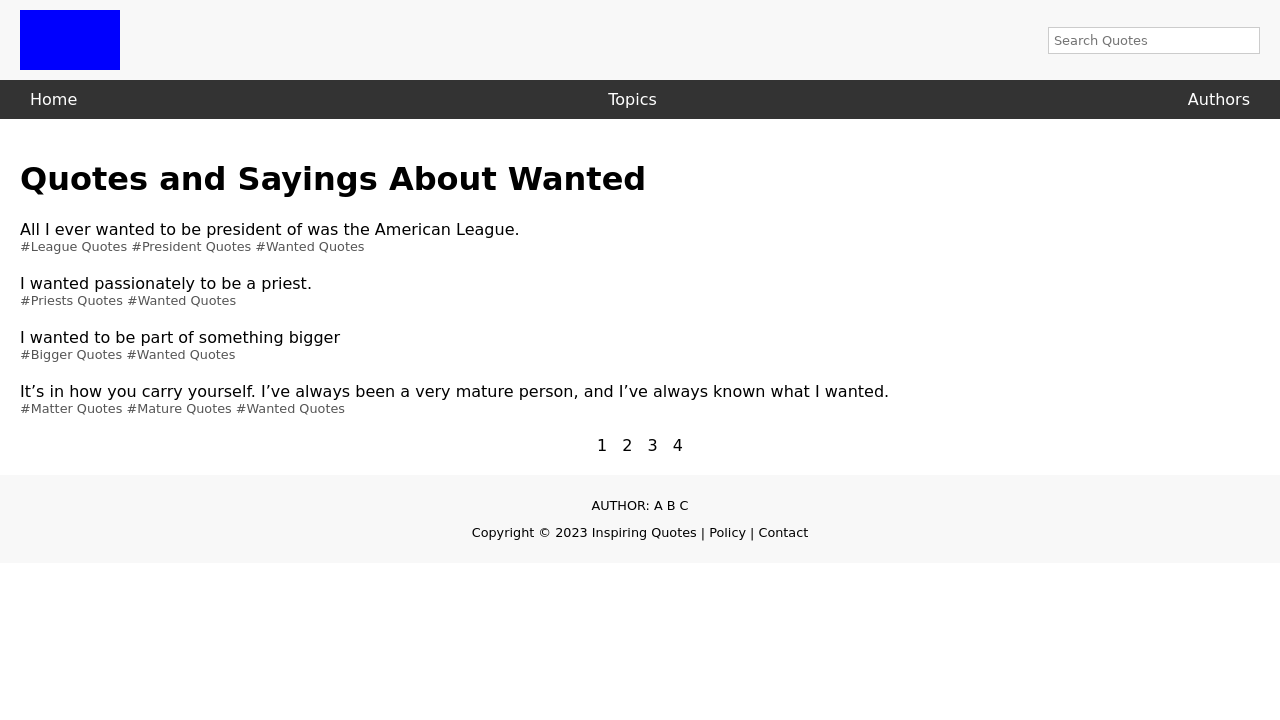 Search Quotes
Home Topics Authors
Quotes and Sayings About Wanted
All I ever wanted to be president of was the American League.
#League Quotes #President Quotes #Wanted Quotes
I wanted passionately to be a priest.
#Priests Quotes #Wanted Quotes
I wanted to be part of something bigger
#Bigger Quotes #Wanted Quotes
It’s in how you carry yourself. I’ve always been a very mature person, and I’ve always known what I wanted.
#Matter Quotes #Mature Quotes #Wanted Quotes
1 2 3 4
AUTHOR: A B C
Copyright © 2023 Inspiring Quotes | Policy | Contact